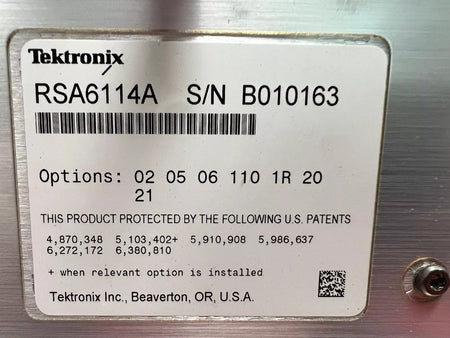 Tektronix
RSA6114A S/N B010163
Options: 02 05 06 110 1R 20
21
THIS PRODUCT PROTECTED BY THE FOLLOWING U.S. PATENTS
4,870,348 5,103,402+ 5,910,908 5,986,637
6,272,172 6,380,810
+ when relevant option is installed
Tektronix Inc., Beaverton, OR, U.S.A.